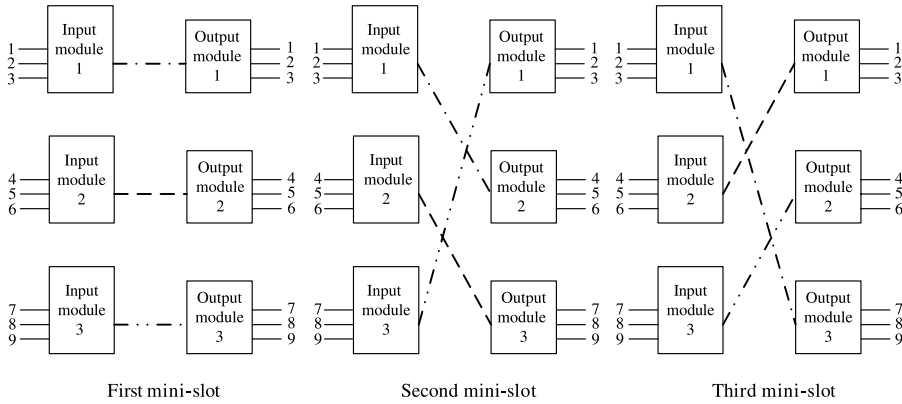 Input module 1
Output module 1
1
2
3
1
2
3
Input module 2
Output module 2
4
5
6
4
5
6
Input module 3
Output module 3
7
8
9
7
8
9
First mini-slot
Input module 1
Output module 1
1
2
3
1
2
3
Input module 2
Output module 2
4
5
6
4
5
6
Input module 3
Output module 3
7
8
9
7
8
9
Second mini-slot
Input module 1
Output module 1
1
2
3
1
2
3
Input module 2
Output module 2
4
5
6
4
5
6
Input module 3
Output module 3
7
8
9
7
8
9
Third mini-slot